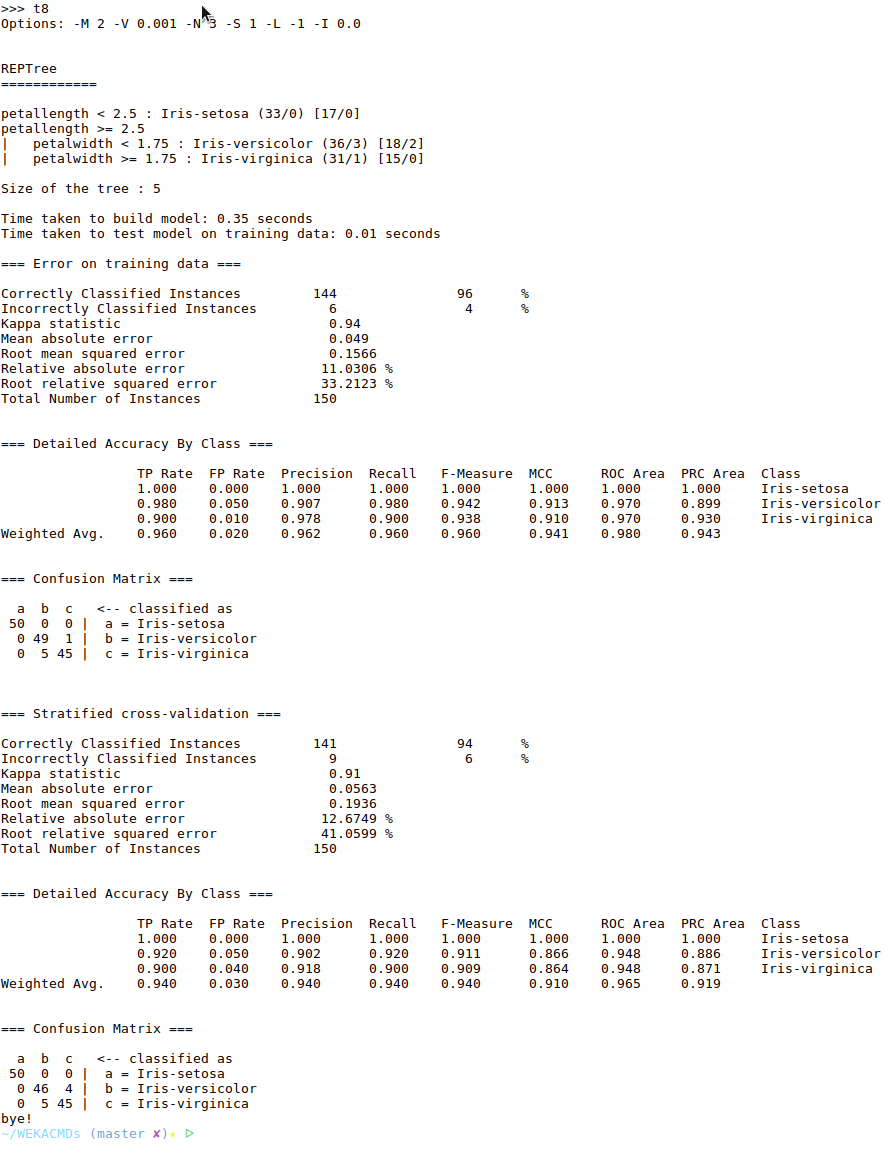 >>> t8
Options: -M 2 -V 0.001 -N 3 -S 1 -L -1 -I 0.0
REPTree
============
petallength < 2.5 : Iris-setosa (33/0) [17/0]
petallength >= 2.5
|   petalwidth < 1.75 : Iris-versicolor (36/3) [18/2]
|   petalwidth >= 1.75 : Iris-virginica (31/1) [15/0]
Size of the tree : 5
Time taken to build model: 0.35 seconds
Time taken to test model on training data: 0.01 seconds
=== Error on training data ===
Correctly Classified Instances         144               96      %
Incorrectly Classified Instances         6                4      %
Kappa statistic                          0.94
Mean absolute error                      0.049
Root mean squared error                  0.1566
Relative absolute error                 11.0306 %
Root relative squared error             33.2123 %
Total Number of Instances              150
=== Detailed Accuracy By Class ===
                 TP Rate  FP Rate  Precision  Recall   F-Measure  MCC      ROC Area  PRC Area  Class
                 1.000    0.000    1.000      1.000    1.000      1.000    1.000     1.000     Iris-setosa
                 0.980    0.050    0.907      0.980    0.942      0.913    0.970     0.899     Iris-versicolor
                 0.900    0.010    0.978      0.900    0.938      0.910    0.970     0.930     Iris-virginica
Weighted Avg.    0.960    0.020    0.962      0.960    0.960      0.941    0.980     0.943
=== Confusion Matrix ===
  a  b  c   <-- classified as
 50  0  0 |  a = Iris-setosa
  0 49  1 |  b = Iris-versicolor
  0  5 45 |  c = Iris-virginica
=== Stratified cross-validation ===
Correctly Classified Instances         141               94      %
Incorrectly Classified Instances         9                6      %
Kappa statistic                          0.91
Mean absolute error                      0.0563
Root mean squared error                  0.1936
Relative absolute error                 12.6749 %
Root relative squared error             41.0599 %
Total Number of Instances              150
=== Detailed Accuracy By Class ===
                 TP Rate  FP Rate  Precision  Recall   F-Measure  MCC      ROC Area  PRC Area  Class
                 1.000    0.000    1.000      1.000    1.000      1.000    1.000     1.000     Iris-setosa
                 0.920    0.050    0.902      0.920    0.911      0.866    0.948     0.886     Iris-versicolor
                 0.900    0.040    0.918      0.900    0.909      0.864    0.948     0.871     Iris-virginica
Weighted Avg.    0.940    0.030    0.940      0.940    0.940      0.910    0.965     0.919
=== Confusion Matrix ===
  a  b  c   <-- classified as
 50  0  0 |  a = Iris-setosa
  0 46  4 |  b = Iris-versicolor
  0  5 45 |  c = Iris-virginica
bye!
~/WEKACMDs (master ✘)★ ▷